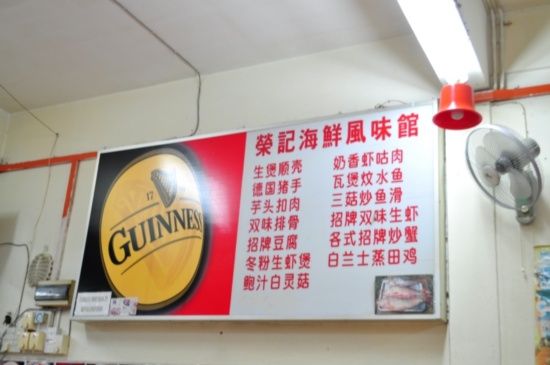 榮記海鮮風味館
生煲顺壳
德国猪手
芋头扣肉
双味排骨
招牌豆腐
冬粉生虾煲
鲍汁白灵菇
奶香虾咕肉
瓦煲炆水鱼
三菇炒鱼滑
招牌双味生虾
各式招牌炒蟹
白兰士蒸田鸡
17
GUINNESS